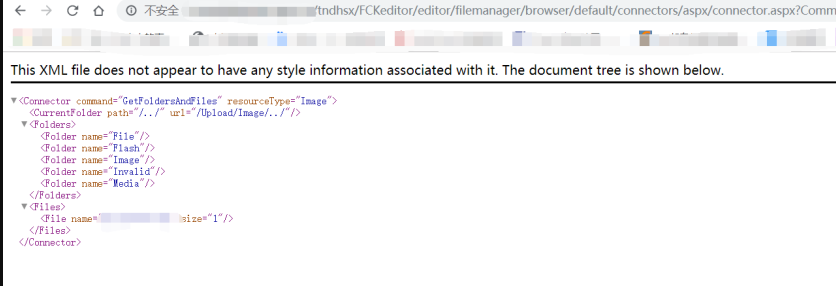 不安全
/tndhsx/FCKeditor/editor/filemanager/browser/default/connectors/aspx/connector.aspx?Comm
This XML file does not appear to have any style information associated with it. The document tree is shown below.
▼<Connector command="GetFoldersAndFiles" resourceType="Image">
<CurrentFolder path="/../" url="/Upload/Image/../"/>
▼<Folders>
<Folder name="File"/>
<Folder name="Flash"/>
<Folder name="Image"/>
<Folder name="Invalid"/>
<Folder name="Media"/>
</Folders>
▼<Files>
<File name= size="1"/>
</Files>
</Connector>